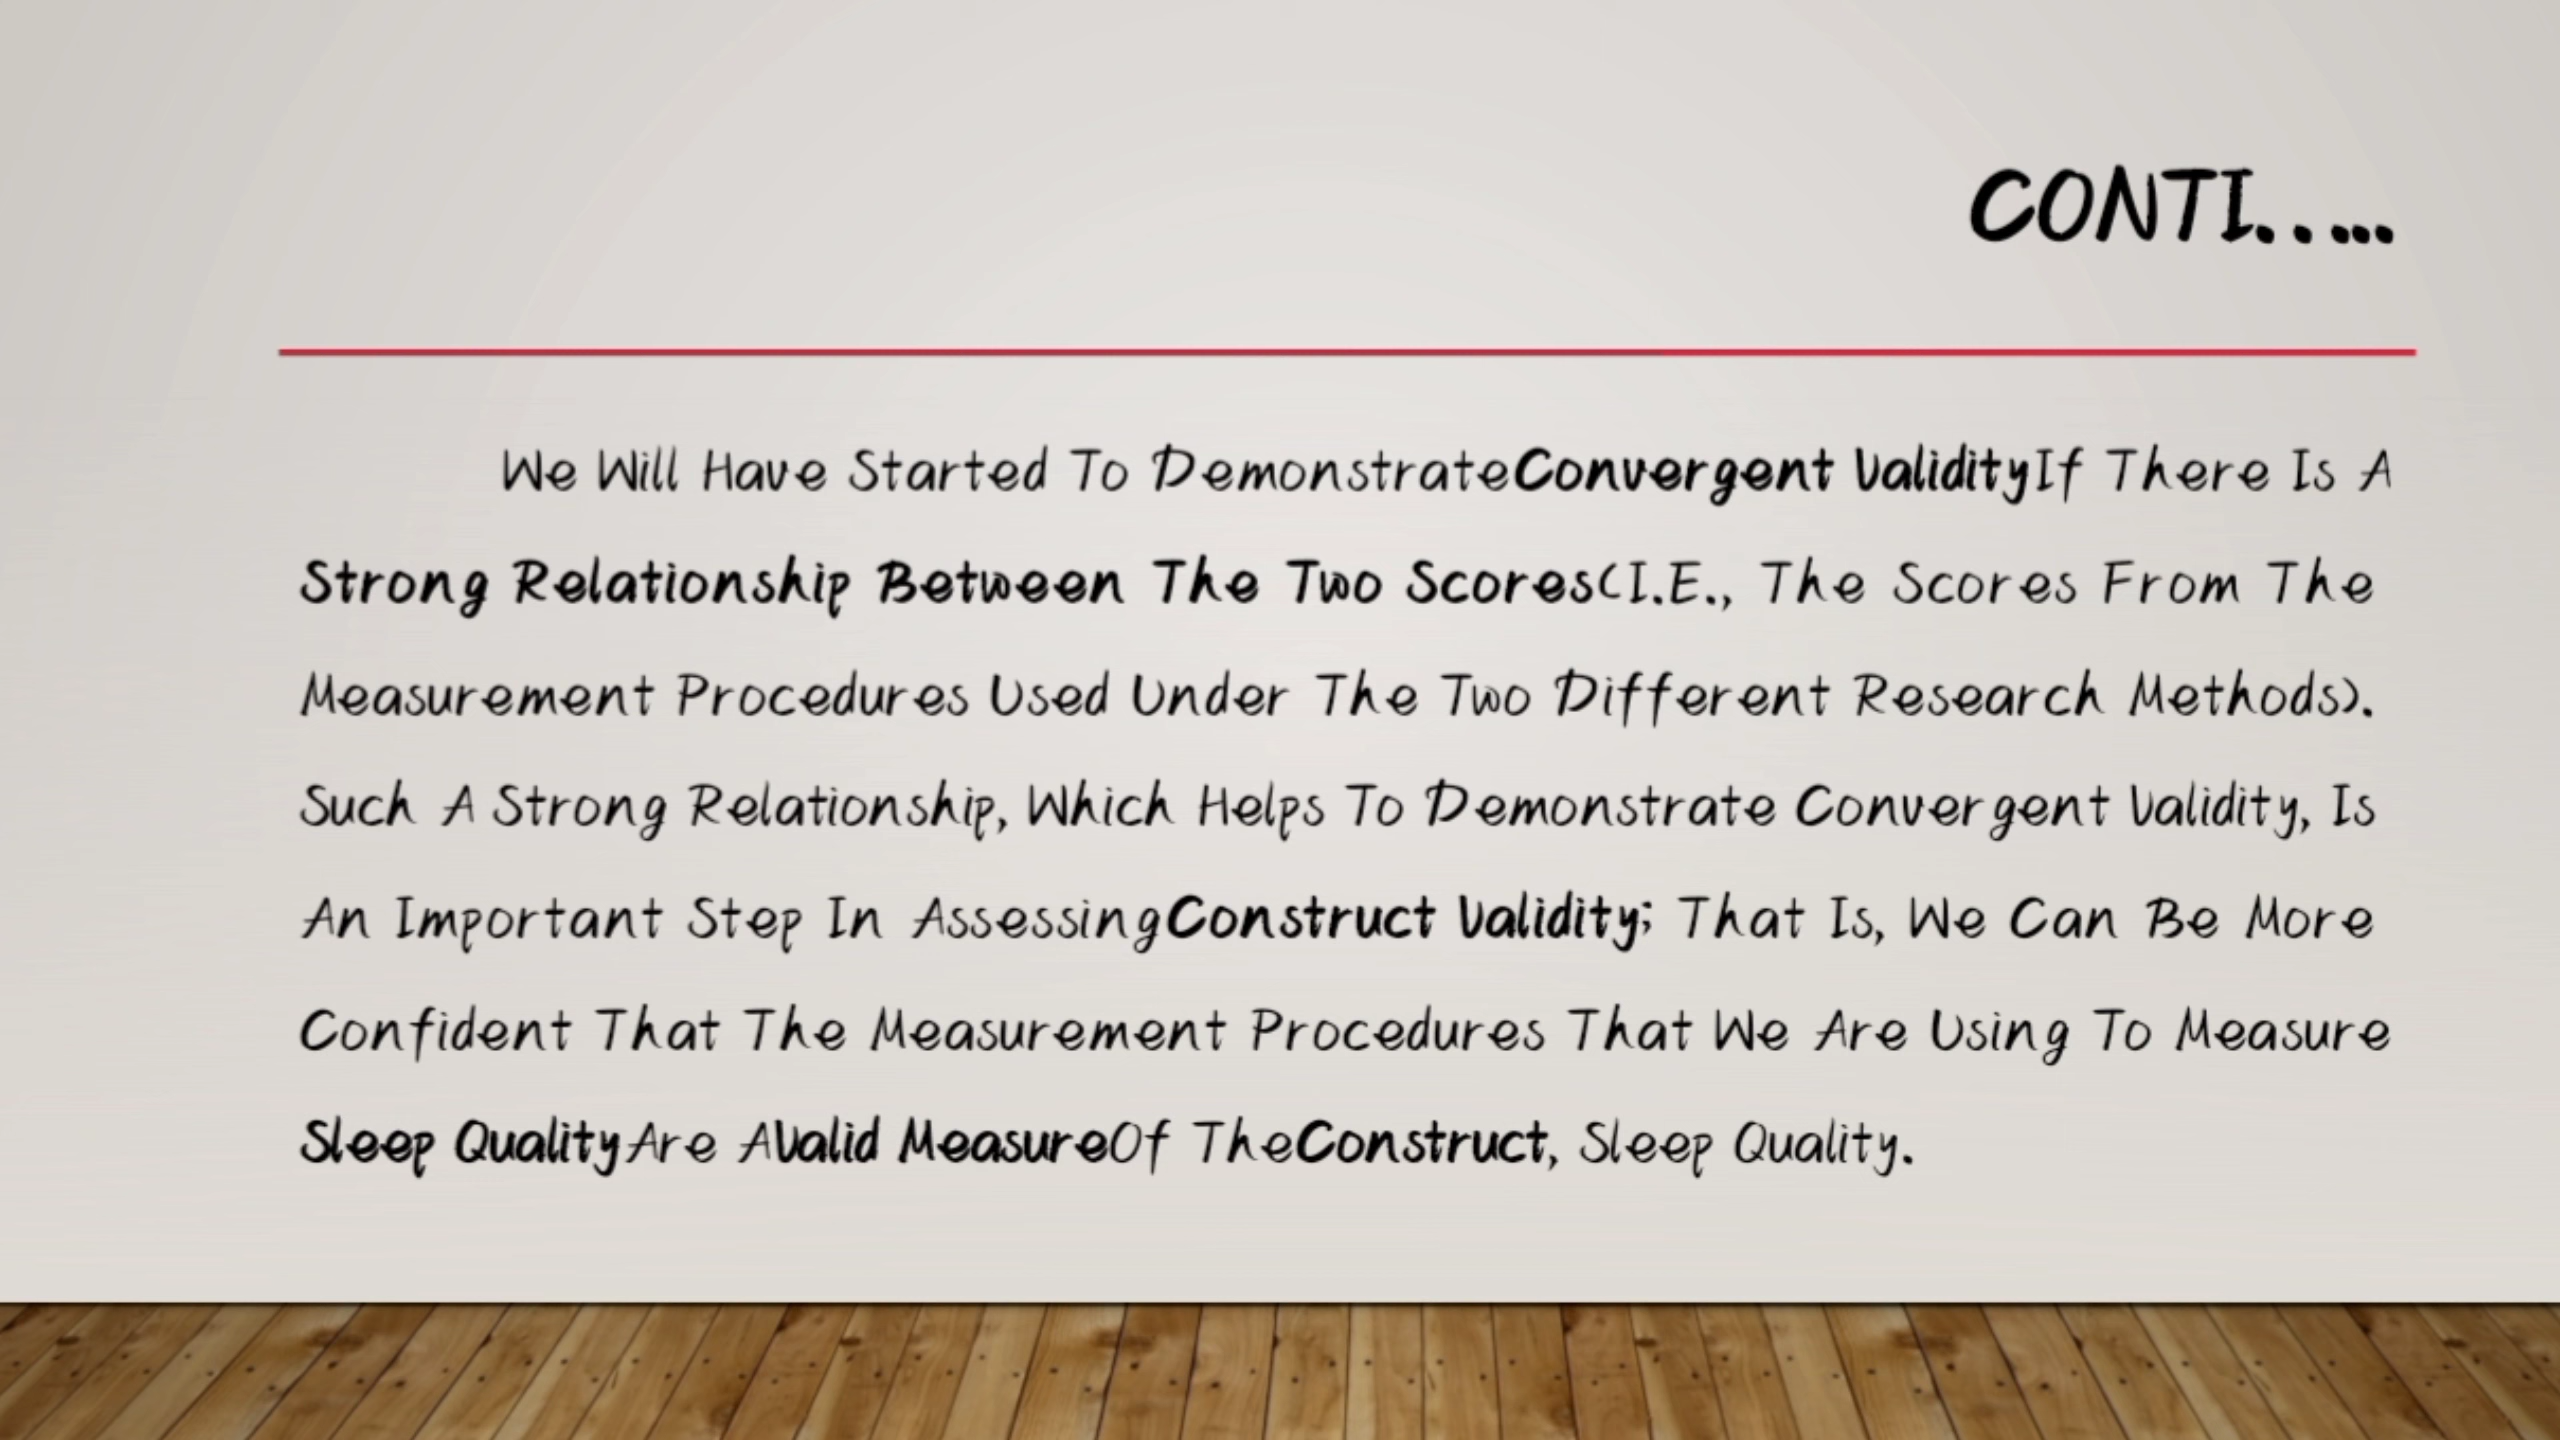 CONTI.....
We Will Have Started To DemonstrateConvergent ValidityIf There Is A
Strong Relationship Between The Two Scores(I.E., The Scores From The
Measurement Procedures Used Under The Two Different Research Methods).
Such A Strong Relationship, Which Helps To Demonstrate Convergent Validity, Is
An Important Step In AssessingConstruct Validity; That Is, We Can Be More
Confident That The Measurement Procedures That We Are Using To Measure
Sleep QualityAre AValid MeasureOf TheConstruct, Sleep Quality.